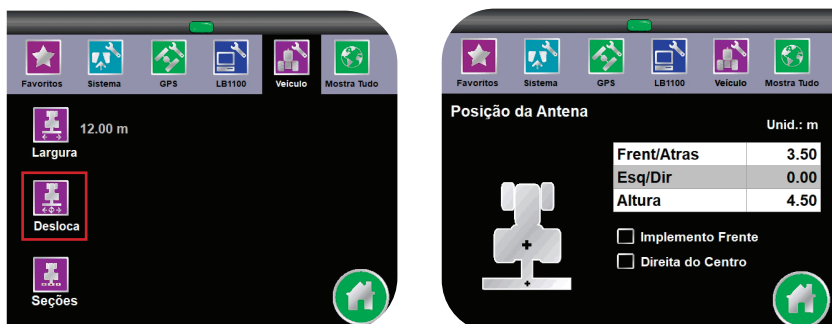 Favoritos Sistema GPS LB1100 Veículo Mostra Tudo
12.00 m
Largura
Desloca
Seções
Favoritos Sistema GPS LB1100 Veículo Mostra Tudo
Posição da Antena
Unid.: m
Frent/Atras 3.50
Esq/Dir 0.00
Altura 4.50
Implemento Frente
Direita do Centro